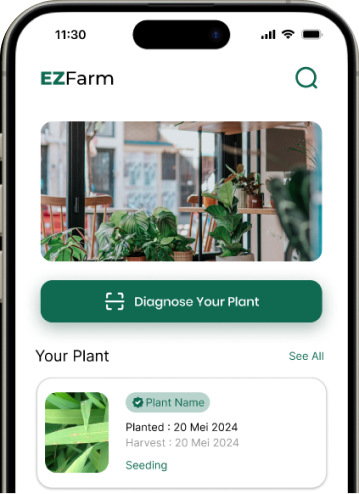 11:30
EZFarm
Diagnose Your Plant
Your Plant
See All
Plant Name
Planted : 20 Mei 2024
Harvest : 20 Mei 2024
Seeding